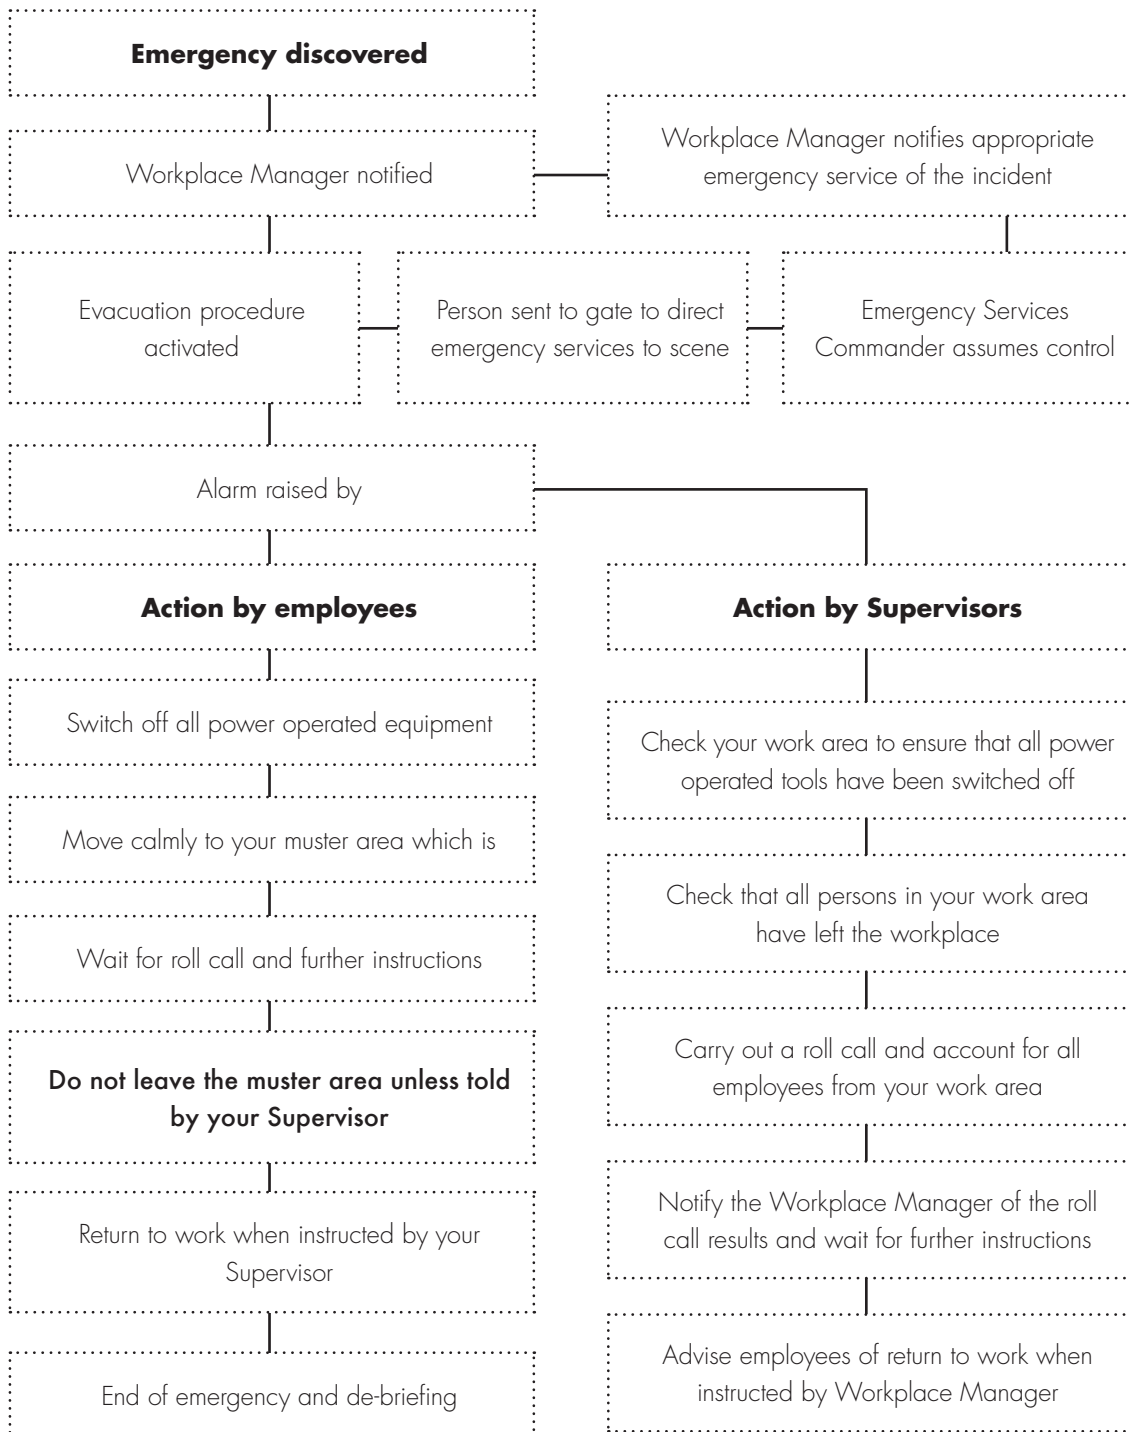 Emergency discovered
Workplace Manager notified
Workplace Manager notifies appropriate
emergency service of the incident
Evacuation procedure
activated
Person sent to gate to direct
emergency services to scene
Emergency Services
Commander assumes control
Alarm raised by
Action by employees
Switch off all power operated equipment
Move calmly to your muster area which is
Wait for roll call and further instructions
Do not leave the muster area unless told
by your Supervisor
Return to work when instructed by your
Supervisor
End of emergency and de-briefing
Action by Supervisors
Check your work area to ensure that all power
operated tools have been switched off
Check that all persons in your work area
have left the workplace
Carry out a roll call and account for all
employees from your work area
Notify the Workplace Manager of the roll
call results and wait for further instructions
Advise employees of return to work when
instructed by Workplace Manager